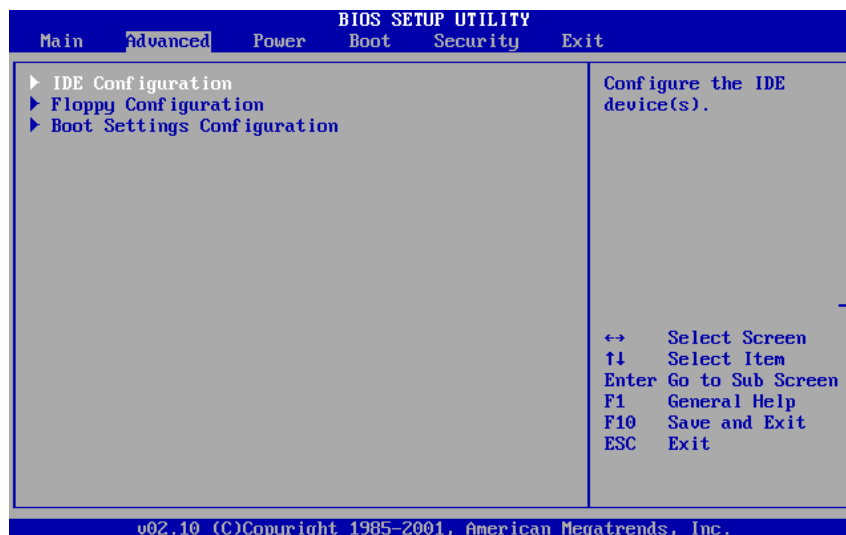 BIOS SETUP UTILITY
Main Advanced Power Boot Security Exit
IDE Configuration
Floppy Configuration
Boot Settings Configuration
Configure the IDE
device(s).
↔ Select Screen
↑↓ Select Item
Enter Go to Sub Screen
F1 General Help
F10 Save and Exit
ESC Exit
v02.10 (C)Copyright 1985-2001, American Megatrends, Inc.